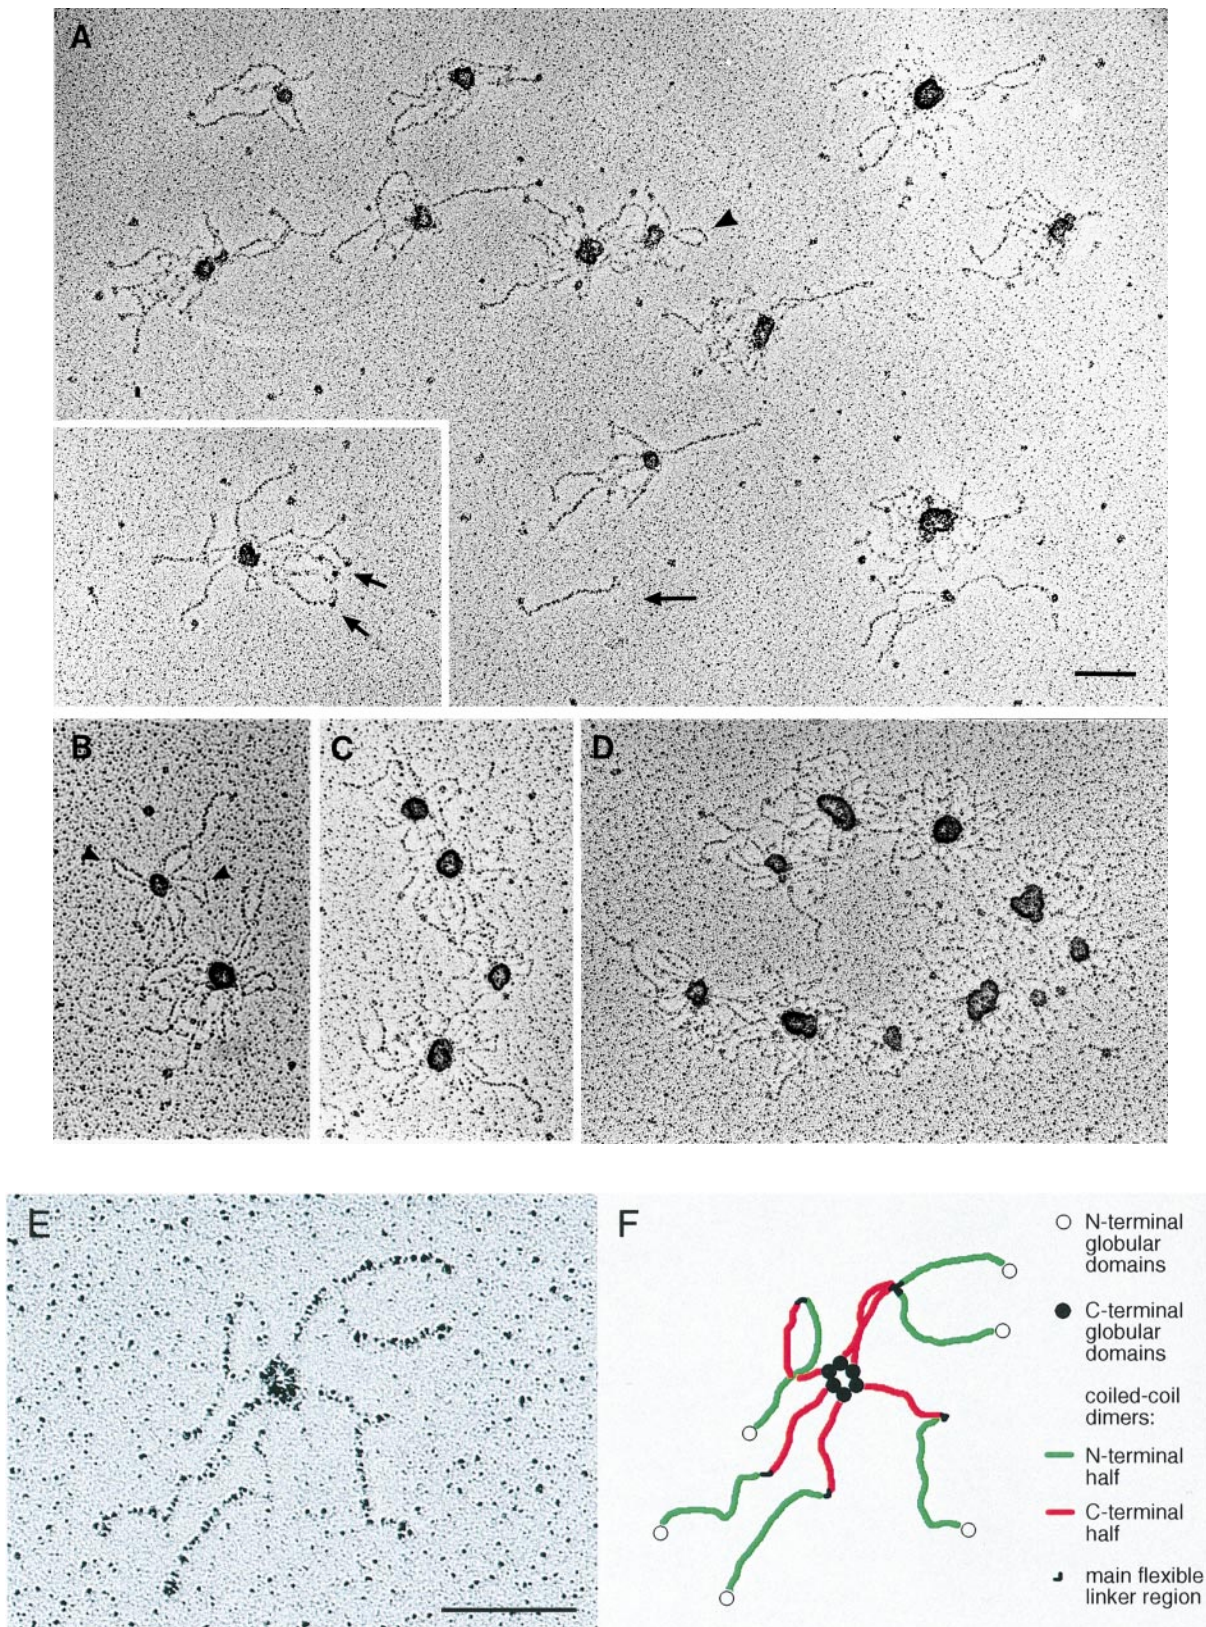 A
B
C
D
E
F
N-terminal
globular
domains
C-terminal
globular
domains
coiled-coil
dimers:
N-terminal
half
C-terminal
half
main flexible
linker region